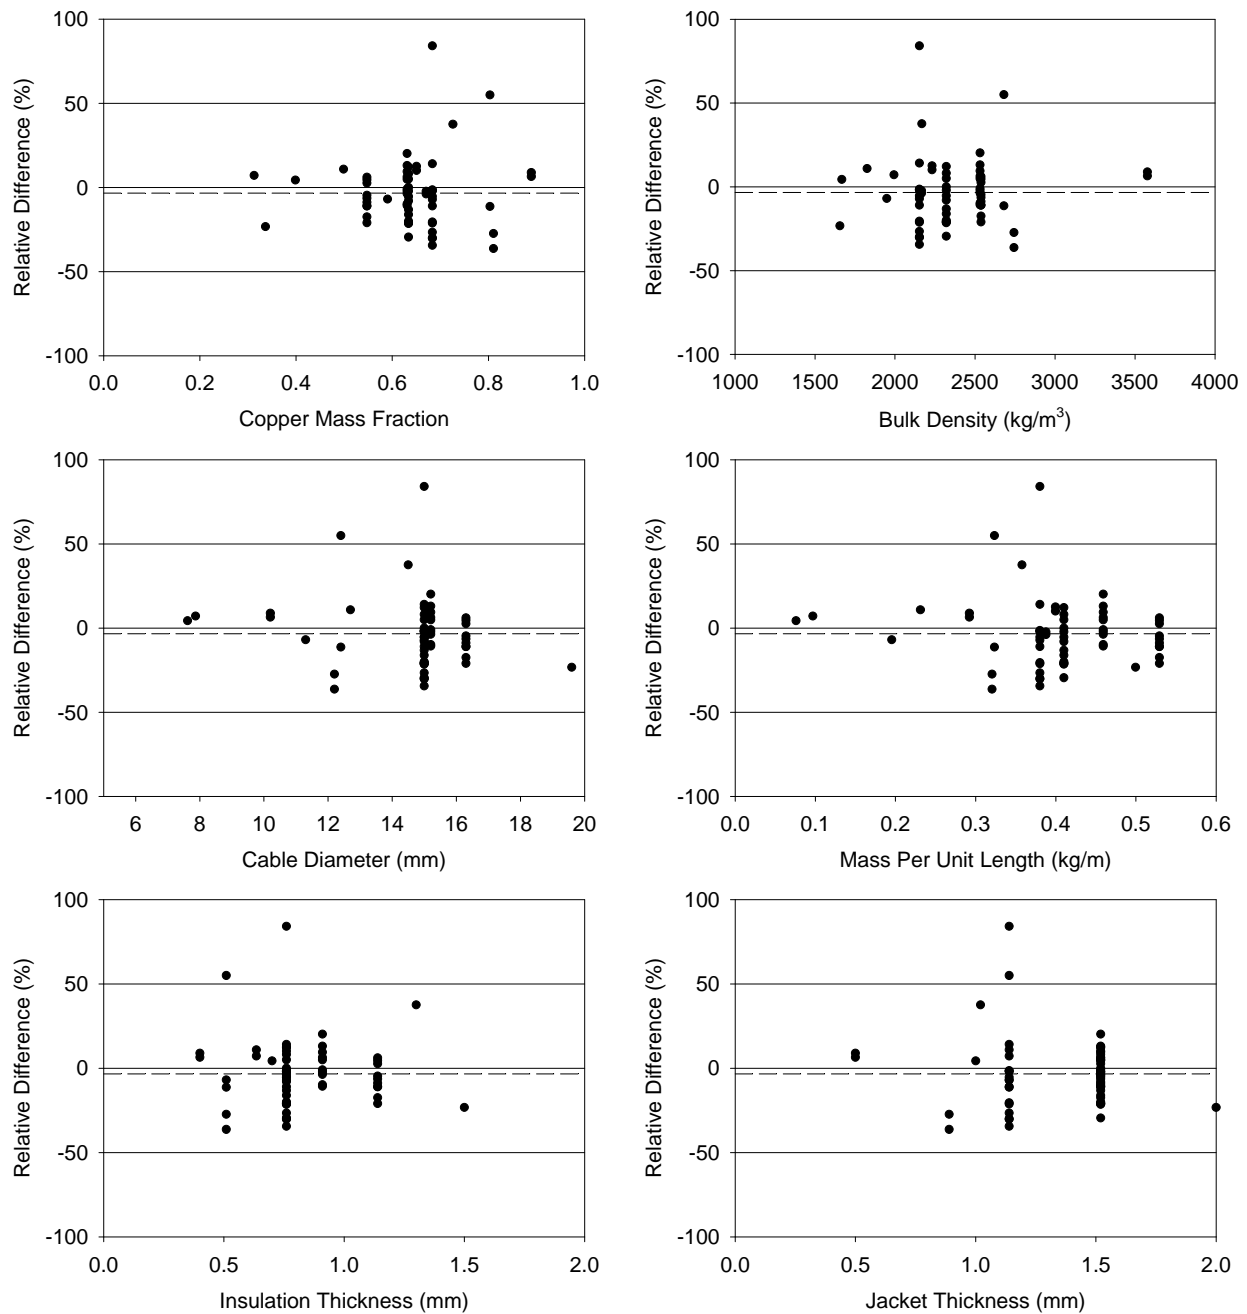 100
50
0
-50
-100
Relative Difference (%)
0.0 0.2 0.4 0.6 0.8 1.0
Copper Mass Fraction
100
50
0
-50
-100
Relative Difference (%)
1000 1500 2000 2500 3000 3500 4000
Bulk Density (kg/m³)
100
50
0
-50
-100
Relative Difference (%)
6 8 10 12 14 16 18 20
Cable Diameter (mm)
100
50
0
-50
-100
Relative Difference (%)
0.0 0.1 0.2 0.3 0.4 0.5 0.6
Mass Per Unit Length (kg/m)
100
50
0
-50
-100
Relative Difference (%)
0.0 0.5 1.0 1.5 2.0
Insulation Thickness (mm)
100
50
0
-50
-100
Relative Difference (%)
0.0 0.5 1.0 1.5 2.0
Jacket Thickness (mm)